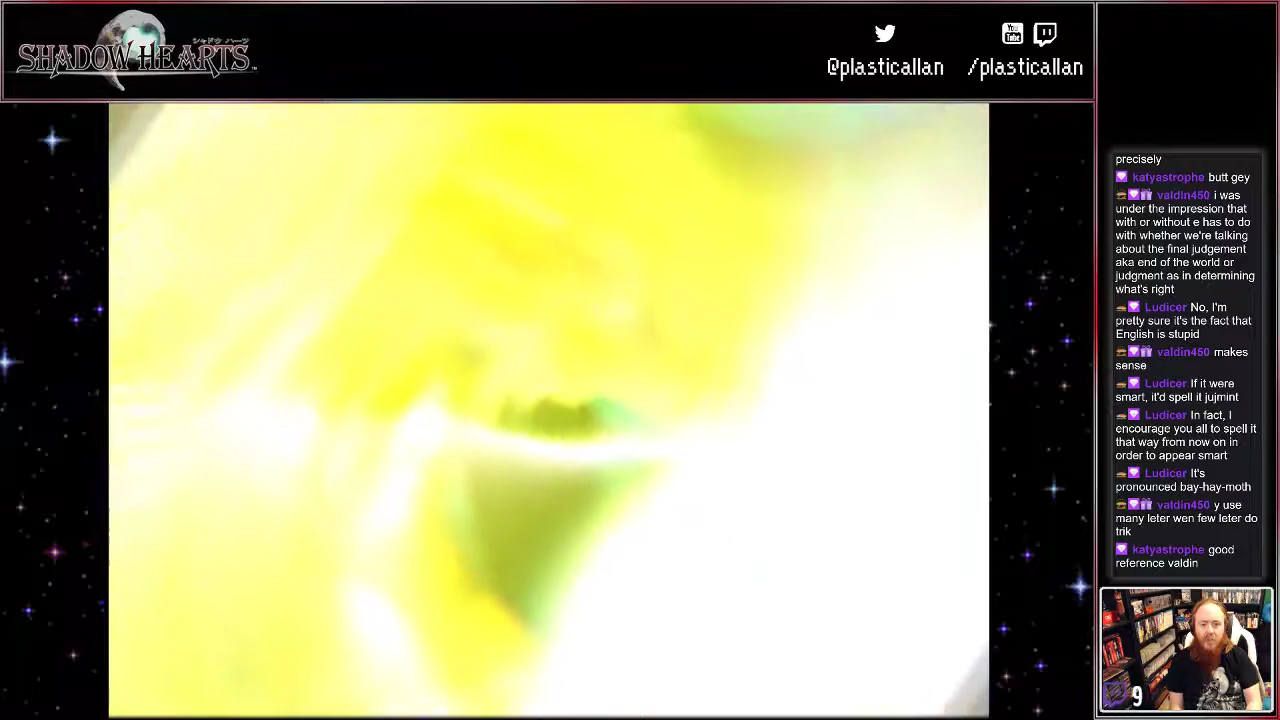 シャドウ ハーツ
SHADOW HEARTS
@plasticallan
You Tube
/plasticallan
precisely
katyastrophe butt gey
valdin450 i was
under the impression that
with or without e has to do
with whether we're talking
about the final judgement
aka end of the world or
judgment as in determining
what's right
Ludicer No, I'm
pretty sure it's the fact that
English is stupid
valdin450 makes
sense
Ludicer If it were
smart, it'd spell it jujmint
Ludicer In fact, I
encourage you all to spell it
that way from now on in
order to appear smart
Ludicer It's
pronounced bay-hay-moth
valdin450 y use
many leter wen few leter do
trik
katyastrophe good
reference valdin
9